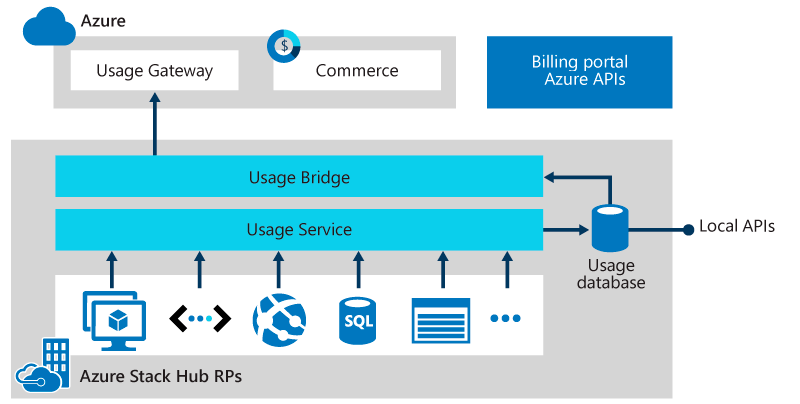 Azure
Usage Gateway
$
Commerce
Billing portal
Azure APIs
Usage Bridge
Usage Service
Local APIs
Usage
database
SQL
Azure Stack Hub RPs